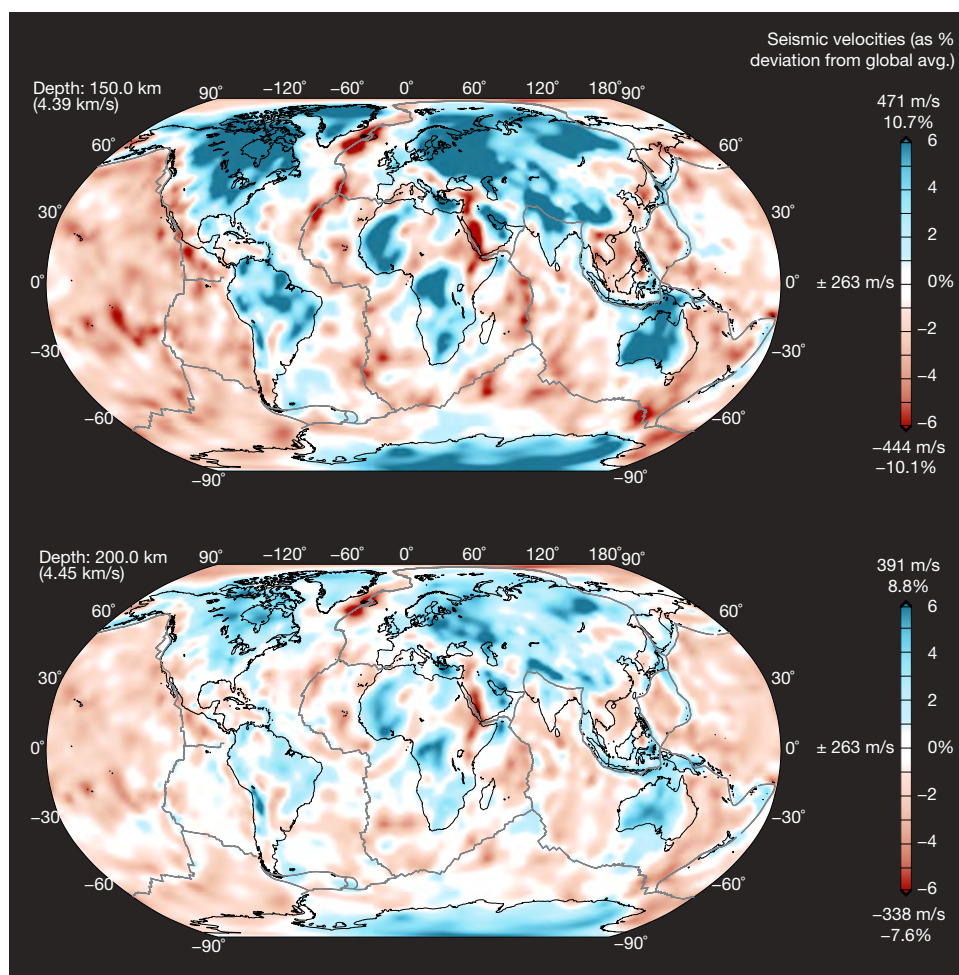 Seismic velocities (as %
deviation from global avg.)
Depth: 150.0 km
(4.39 km/s)
90° −120° −60° 0° 60° 120° 180° 90°
60° 60°
30° 30°
0° 0°
−30° −30°
−60° −60°
−90° −90°
471 m/s
10.7%
6
4
2
± 263 m/s 0%
−2
−4
−6
−444 m/s
−10.1%
Depth: 200.0 km
(4.45 km/s)
90° −120° −60° 0° 60° 120° 180° 90°
60° 60°
30° 30°
0° 0°
−30° −30°
−60° −60°
−90° −90°
391 m/s
8.8%
6
4
2
± 263 m/s 0%
−2
−4
−6
−338 m/s
−7.6%